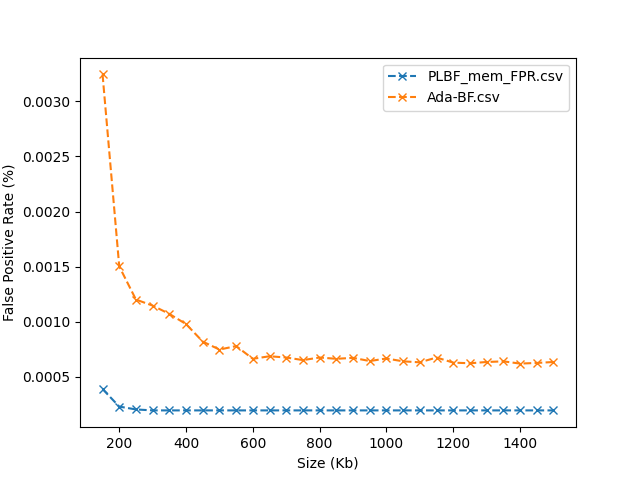 PLBF_mem_FPR.csv
Ada-BF.csv
False Positive Rate (%)
0.0030
0.0025
0.0020
0.0015
0.0010
0.0005
200 400 600 800 1000 1200 1400
Size (Kb)